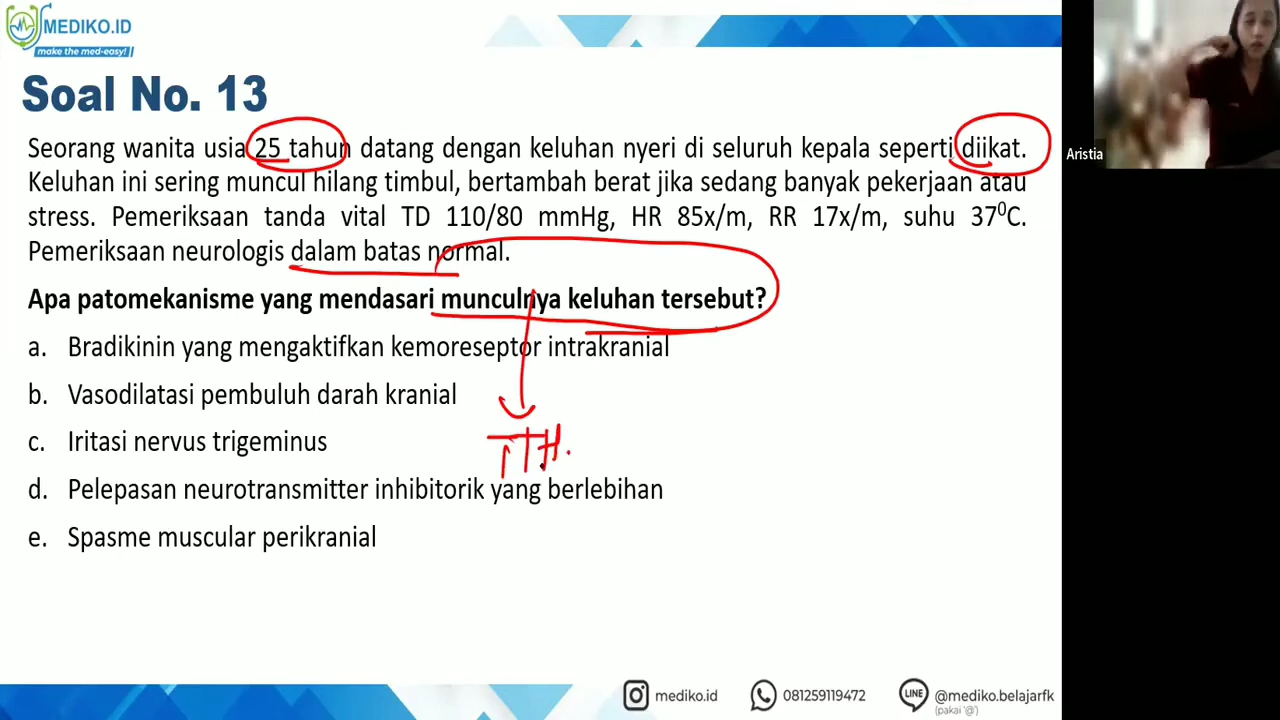 MEDIKO.ID
make the med-easy!
Soal No. 13
Seorang wanita usia 25 tahun datang dengan keluhan nyeri di seluruh kepala seperti diikat.
Keluhan ini sering muncul hilang timbul, bertambah berat jika sedang banyak pekerjaan atau
stress. Pemeriksaan tanda vital TD 110/80 mmHg, HR 85x/m, RR 17x/m, suhu 37⁰C.
Pemeriksaan neurologis dalam batas normal.
Apa patomekanisme yang mendasari munculnya keluhan tersebut?
a. Bradikinin yang mengaktifkan kemoreseptor intrakranial
b. Vasodilatasi pembuluh darah kranial
c. Iritasi nervus trigeminus
TTH.
d. Pelepasan neurotransmitter inhibitorik yang berlebihan
e. Spasme muscular perikranial
mediko.id
081259119472
LINE
@mediko.belajarfk
(pakai '@')
Aristia